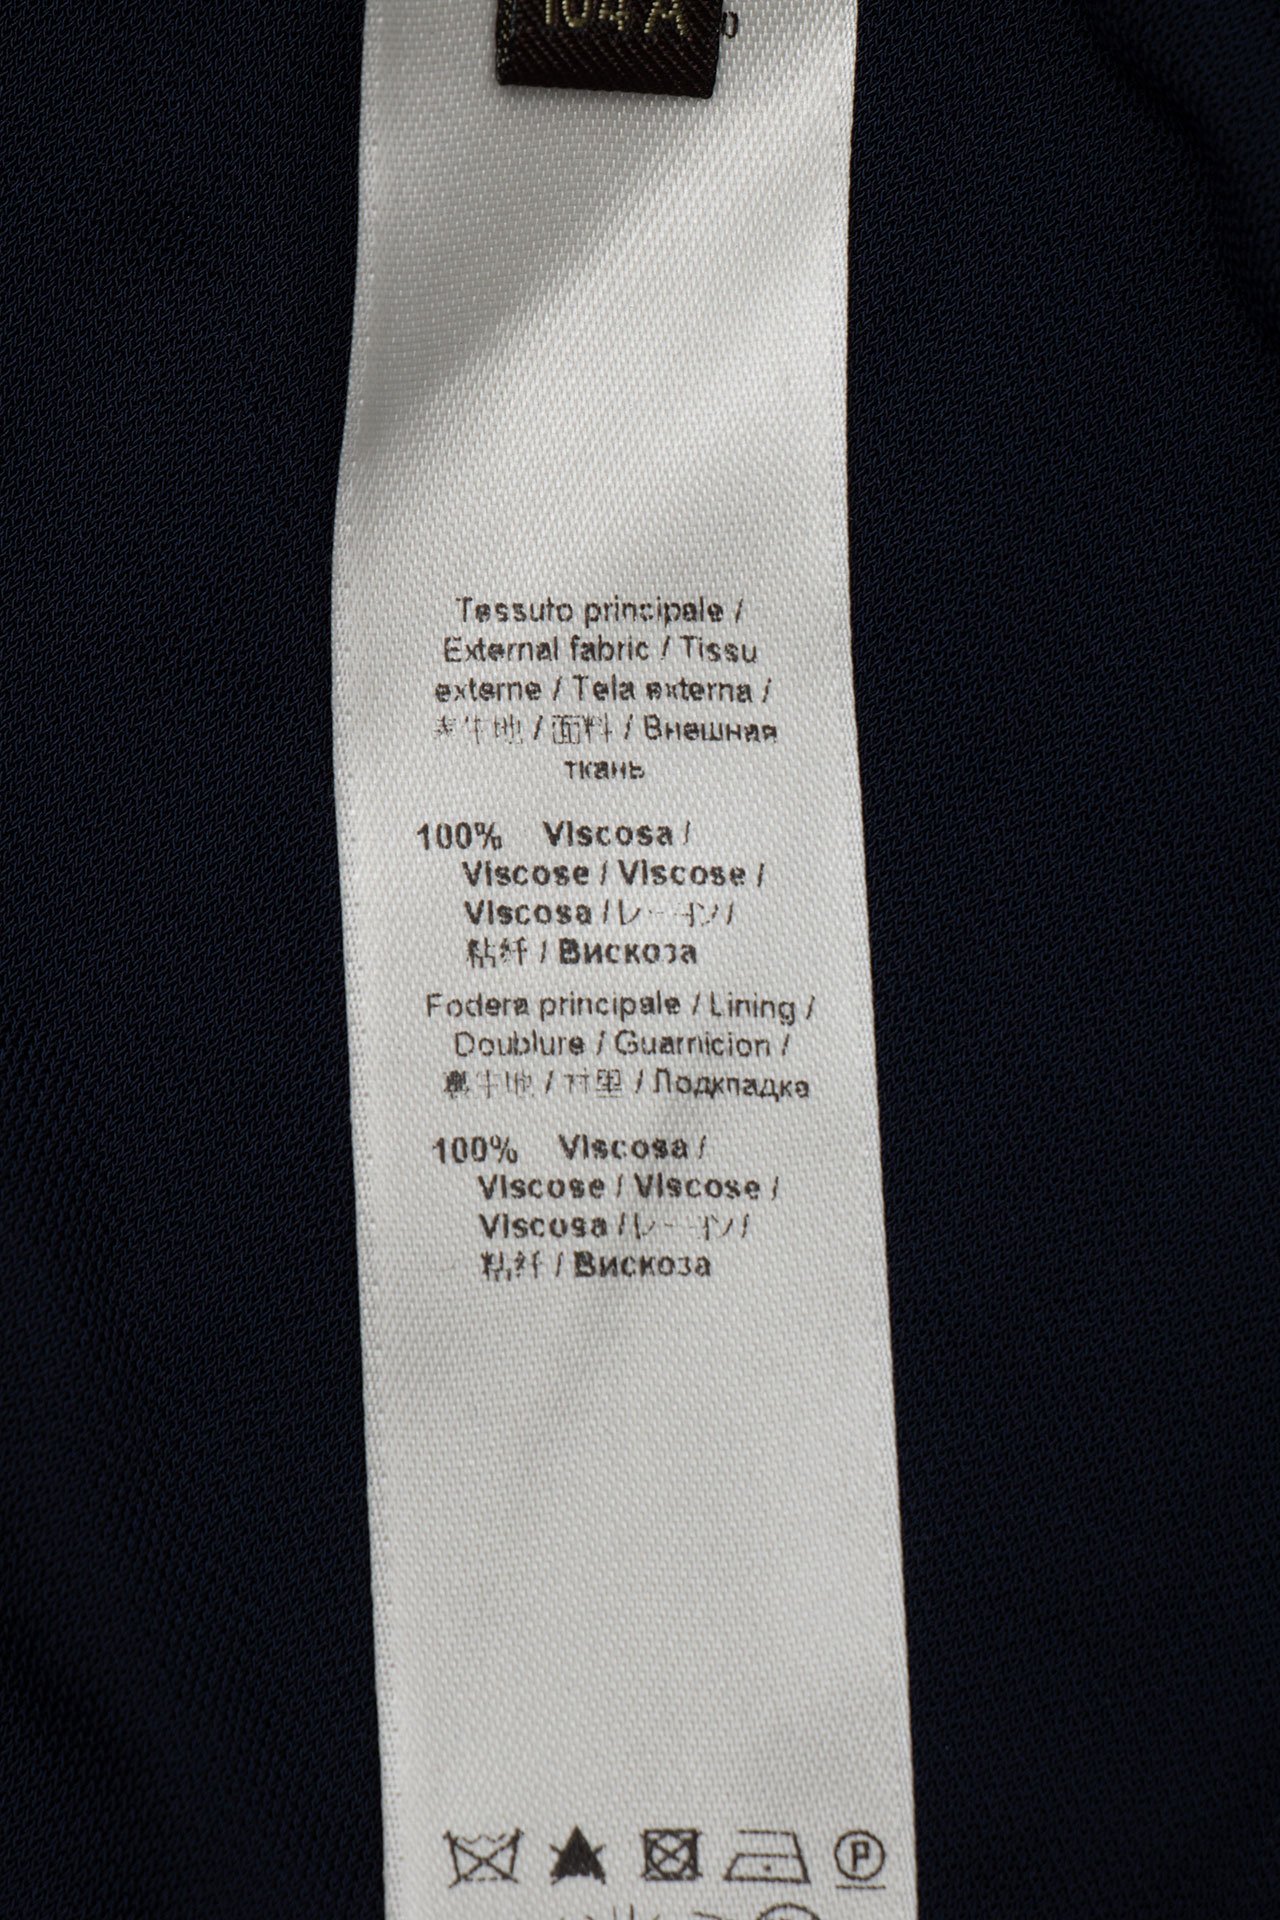 104 A
Tessuto principale /
External fabric / Tissu
externe / Tela externa /
表生地 / 面料 / Внешная
ткань
100% Viscosa /
Viscose / Viscose /
Viscosa / レーヨン /
粘纤 / Вискоза
Fodera principale / Lining /
Doublure / Guarnicion /
裏生地 / 衬里 / Подкладка
100% Viscosa /
Viscose / Viscose /
Viscosa / レーヨン /
粘纤 / Вискоза
P